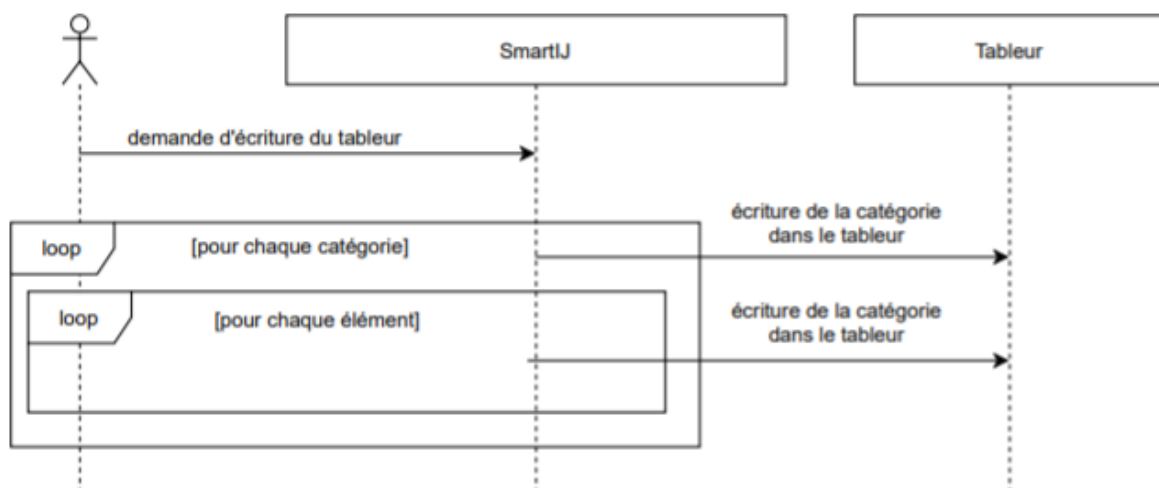 SmartIJ
Tableur
demande d'écriture du tableur
loop
[pour chaque catégorie]
écriture de la catégorie
dans le tableur
loop
[pour chaque élément]
écriture de la catégorie
dans le tableur